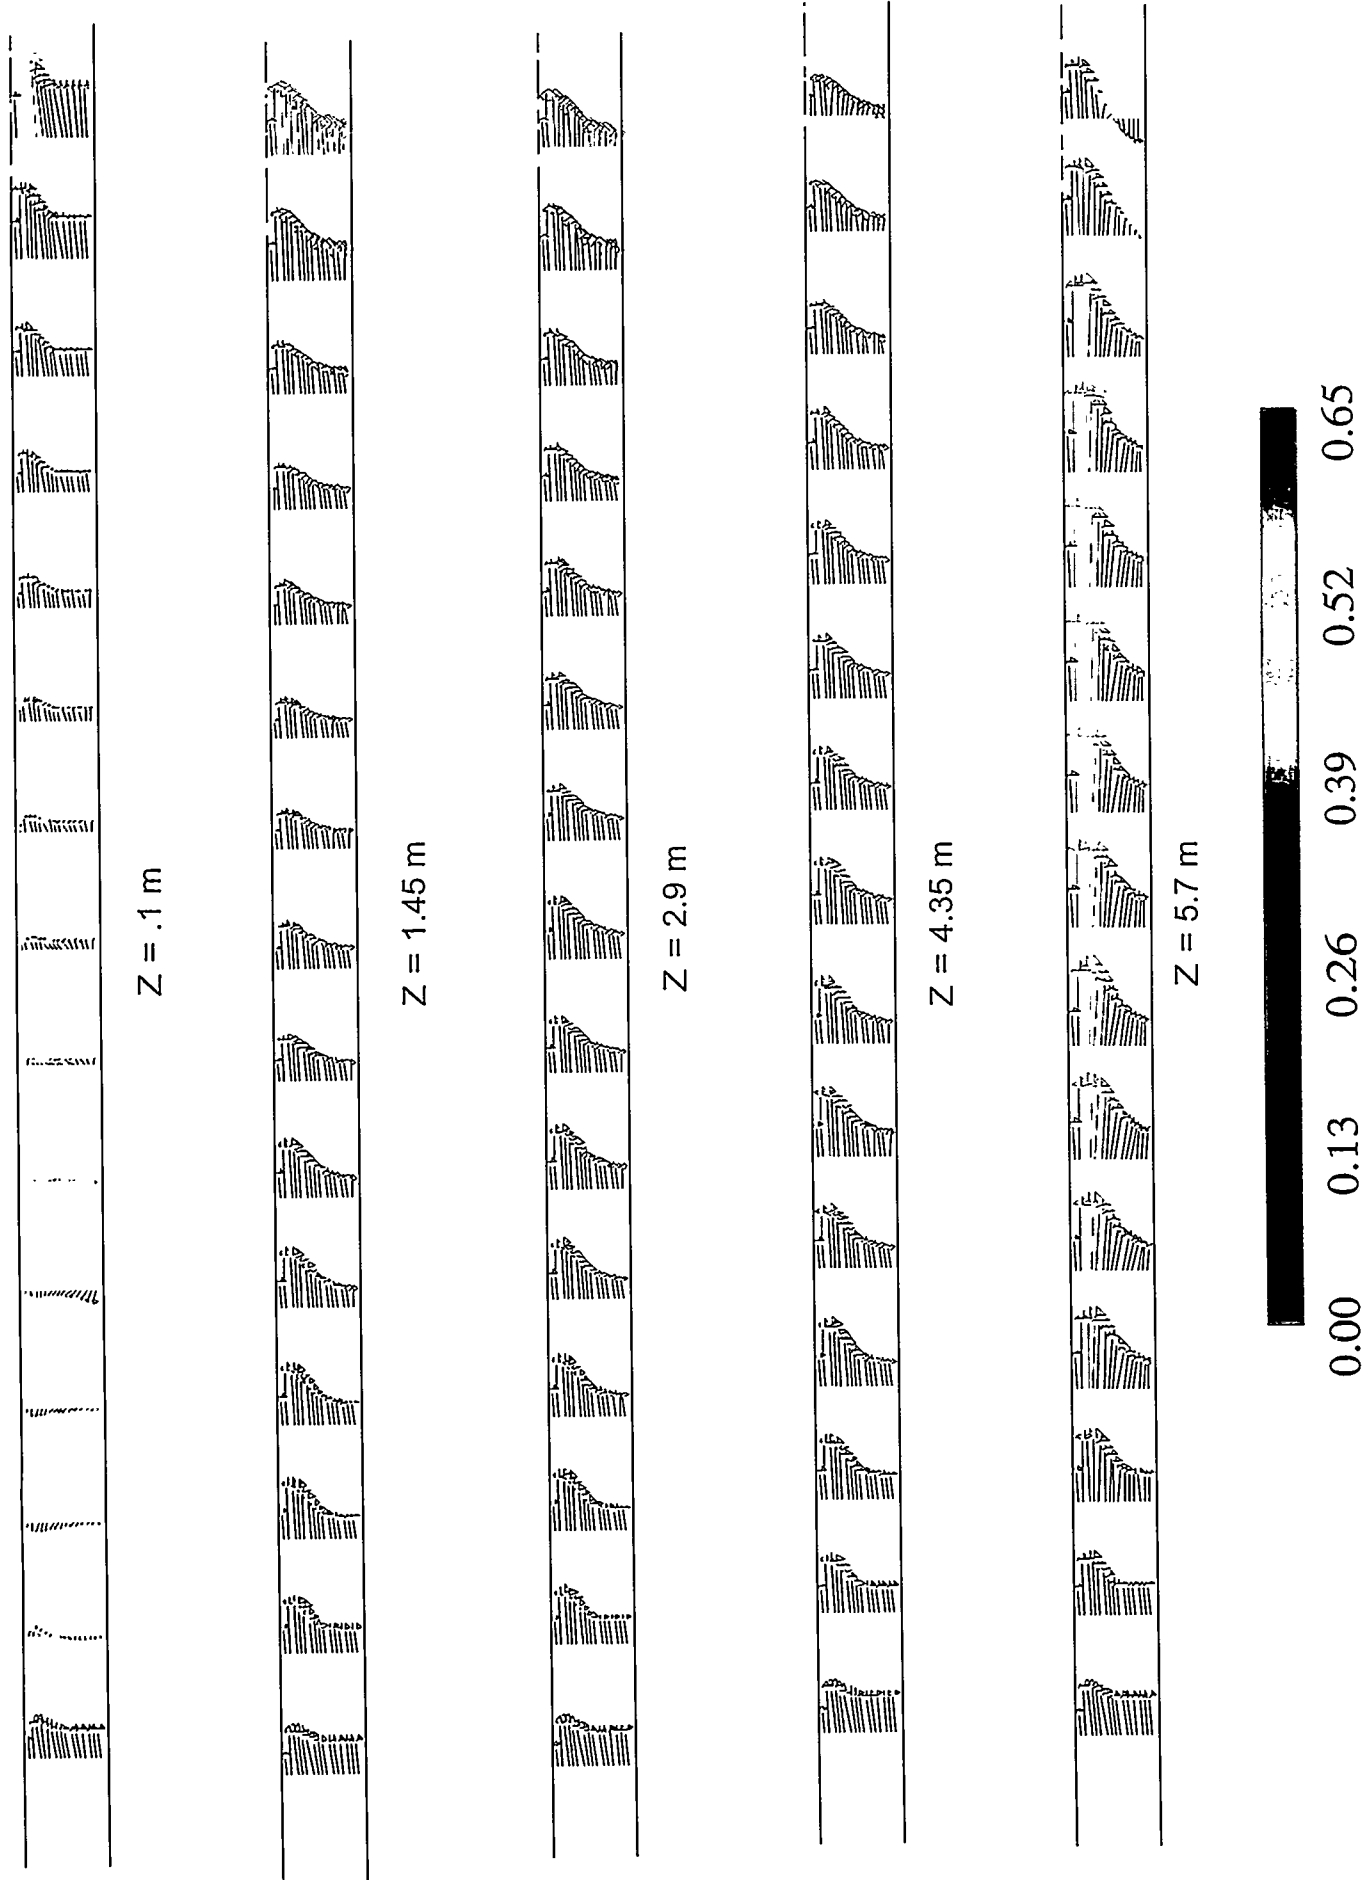 Z = .1 m
Z = 1.45 m
Z = 2.9 m
Z = 4.35 m
Z = 5.7 m
0.00 0.13 0.26 0.39 0.52 0.65